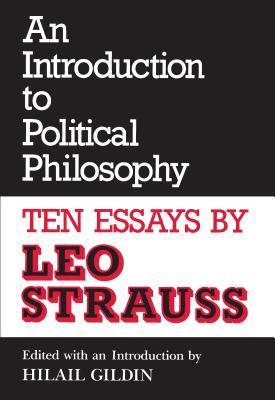 An
Introduction
to
Political
Philosophy
TEN ESSAYS BY
LEO
STRAUSS
Edited with an Introduction by
HILAIL GILDIN